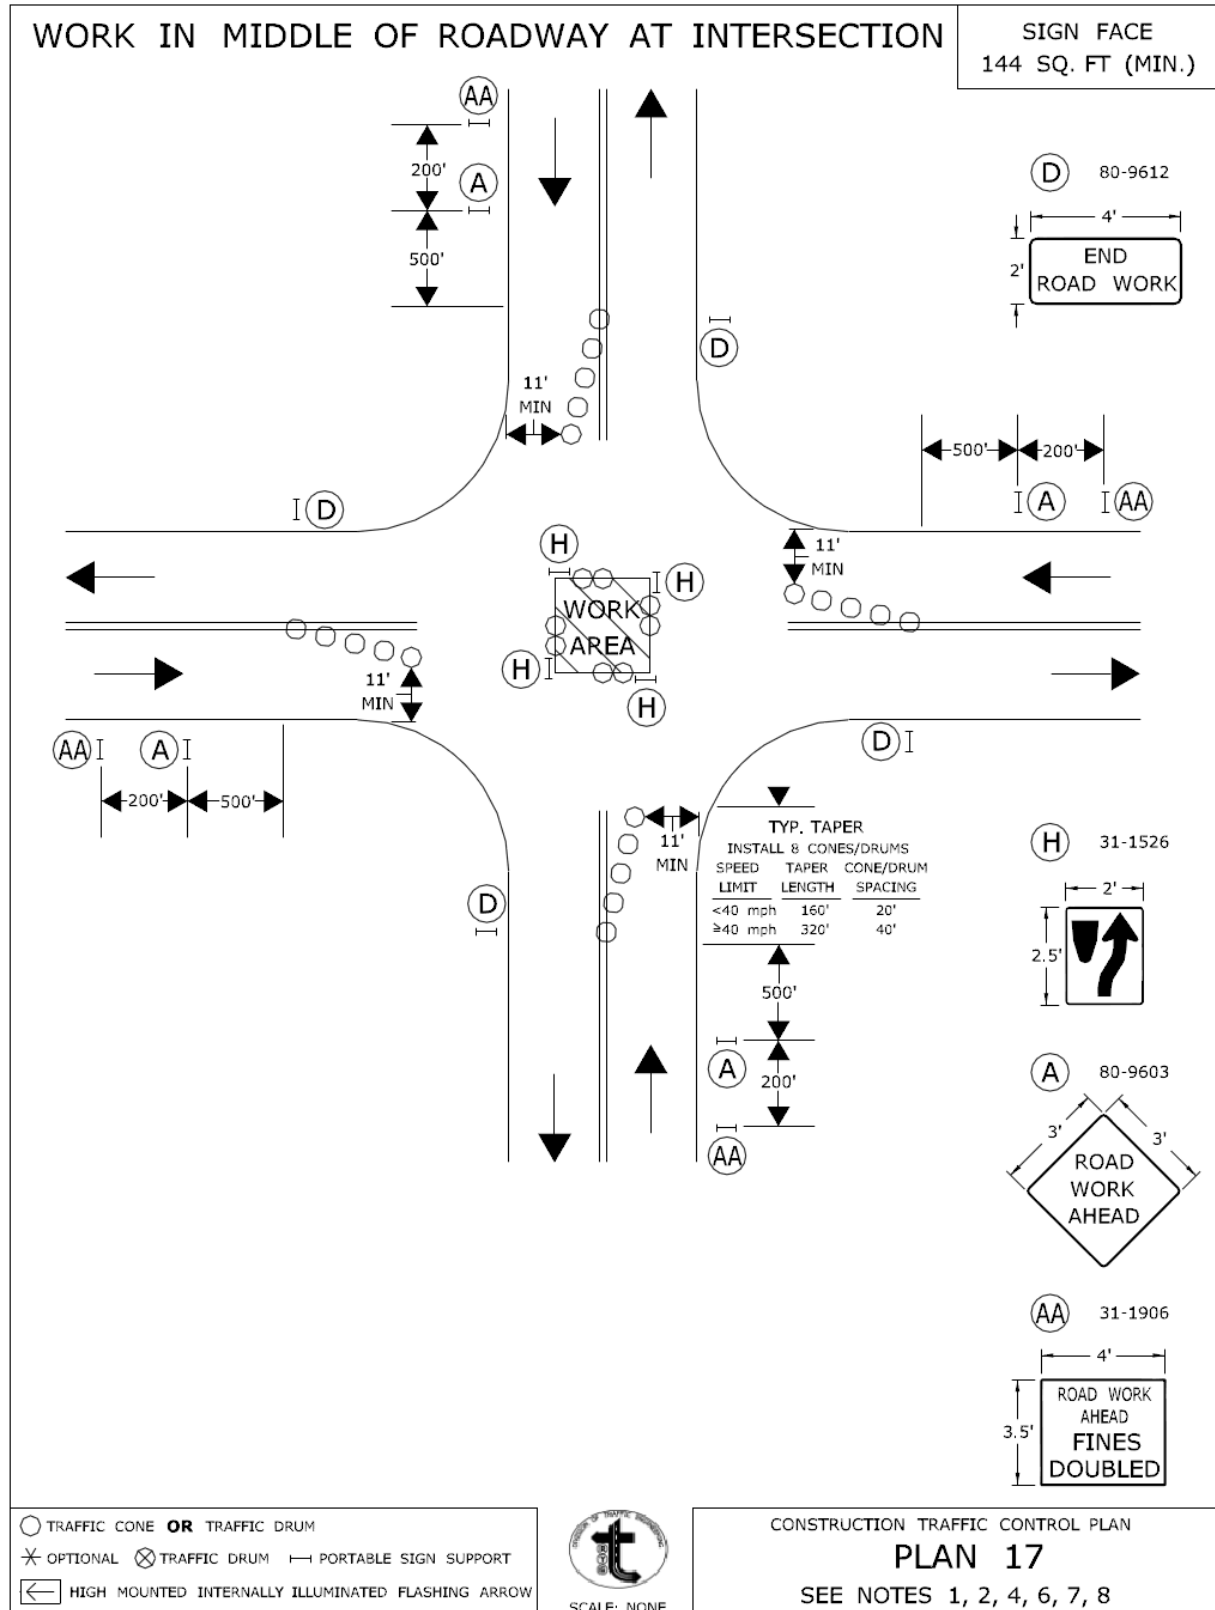 WORK IN MIDDLE OF ROADWAY AT INTERSECTION
SIGN FACE
144 SQ. FT (MIN.)
AA
200'
A
500'
D
80-9612
4'
2'
END
ROAD WORK
D
11'
MIN
500'
200'
A
AA
D
H
11'
MIN
H
WORK
AREA
H
H
11'
MIN
AA
A
200'
500'
D
11'
MIN
TYP. TAPER
INSTALL 8 CONES/DRUMS
SPEED TAPER CONE/DRUM
LIMIT LENGTH SPACING
<40 mph 160' 20'
≥40 mph 320' 40'
D
500'
A
200'
AA
H
31-1526
2'
2.5'
A
80-9603
3'
3'
ROAD
WORK
AHEAD
AA
31-1906
4'
3.5'
ROAD WORK
AHEAD
FINES
DOUBLED
TRAFFIC CONE OR TRAFFIC DRUM
OPTIONAL TRAFFIC DRUM PORTABLE SIGN SUPPORT
HIGH MOUNTED INTERNALLY ILLUMINATED FLASHING ARROW
DIVISION OF TRAFFIC ENGINEERING
t
SCALE: NONE
CONSTRUCTION TRAFFIC CONTROL PLAN
PLAN 17
SEE NOTES 1, 2, 4, 6, 7, 8